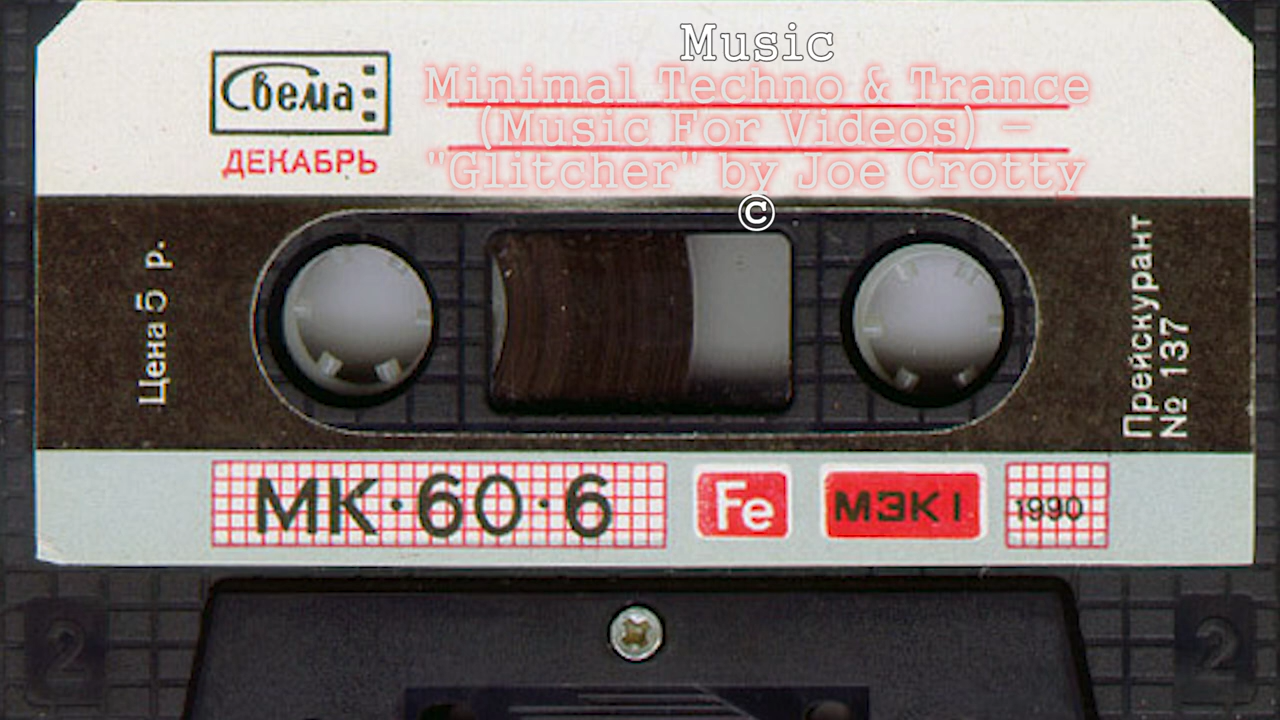 Music
Minimal Techno & Trance
(Music For Videos) –
"Glitcher" by Joe Crotty
©
Свема
ДЕКАБРЬ
Цена 5 р.
Прейскурант
№ 137
МК·60·6
Fe
МЭК I
1990
2
2